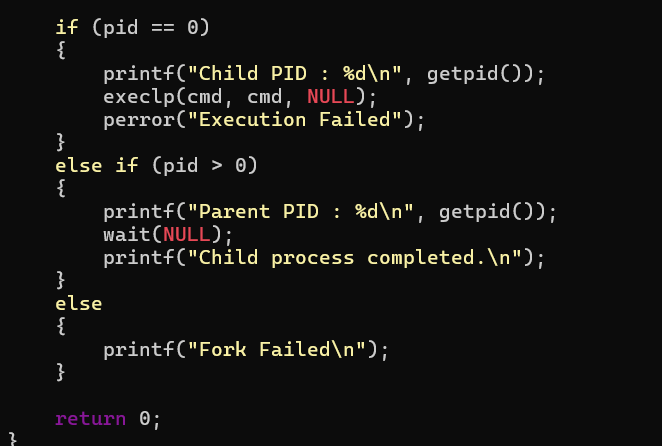 if (pid == 0)
{
printf("Child PID : %d\n", getpid());
execlp(cmd, cmd, NULL);
perror("Execution Failed");
}
else if (pid > 0)
{
printf("Parent PID : %d\n", getpid());
wait(NULL);
printf("Child process completed.\n");
}
else
{
printf("Fork Failed\n");
}
return 0;
}